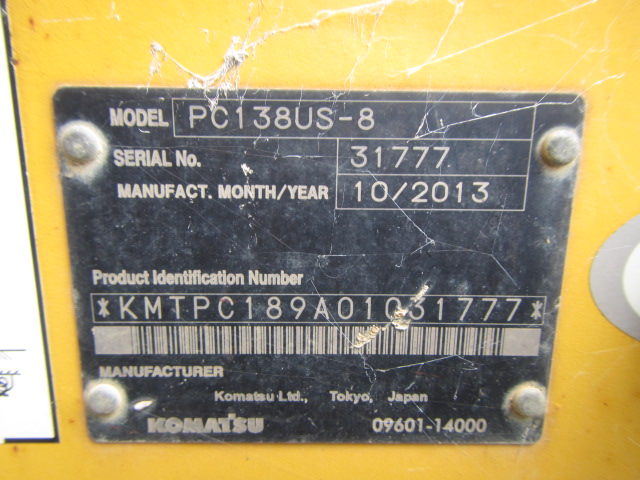 MODEL PC138US-8
SERIAL No. 31777
MANUFACT. MONTH/YEAR 10/2013
Product Identification Number
*KMTPC189A01031777*
MANUFACTURER
Komatsu Ltd., Tokyo, Japan
KOMATSU 09601-14000